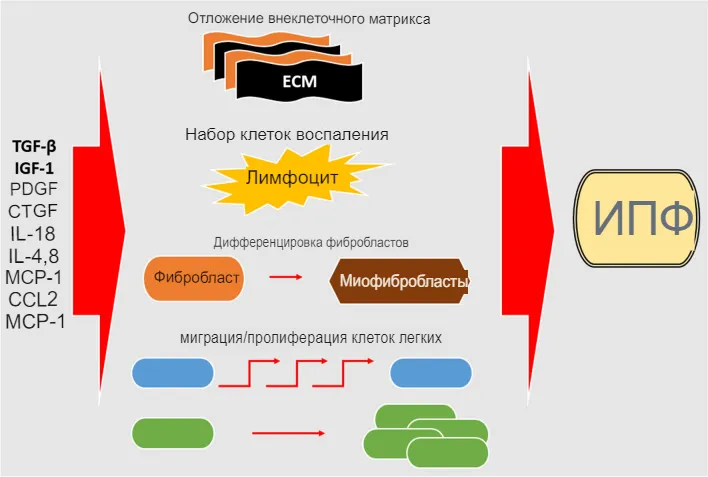 Отложение внеклеточного матрикса
ECM
Набор клеток воспаления
Лимфоцит
TGF-β
IGF-1
PDGF
CTGF
IL-18
IL-4,8
MCP-1
CCL2
MCP-1
Дифференцировка фибробластов
Фибробласт
Миофибробласты
миграция/пролиферация клеток легких
ИПФ